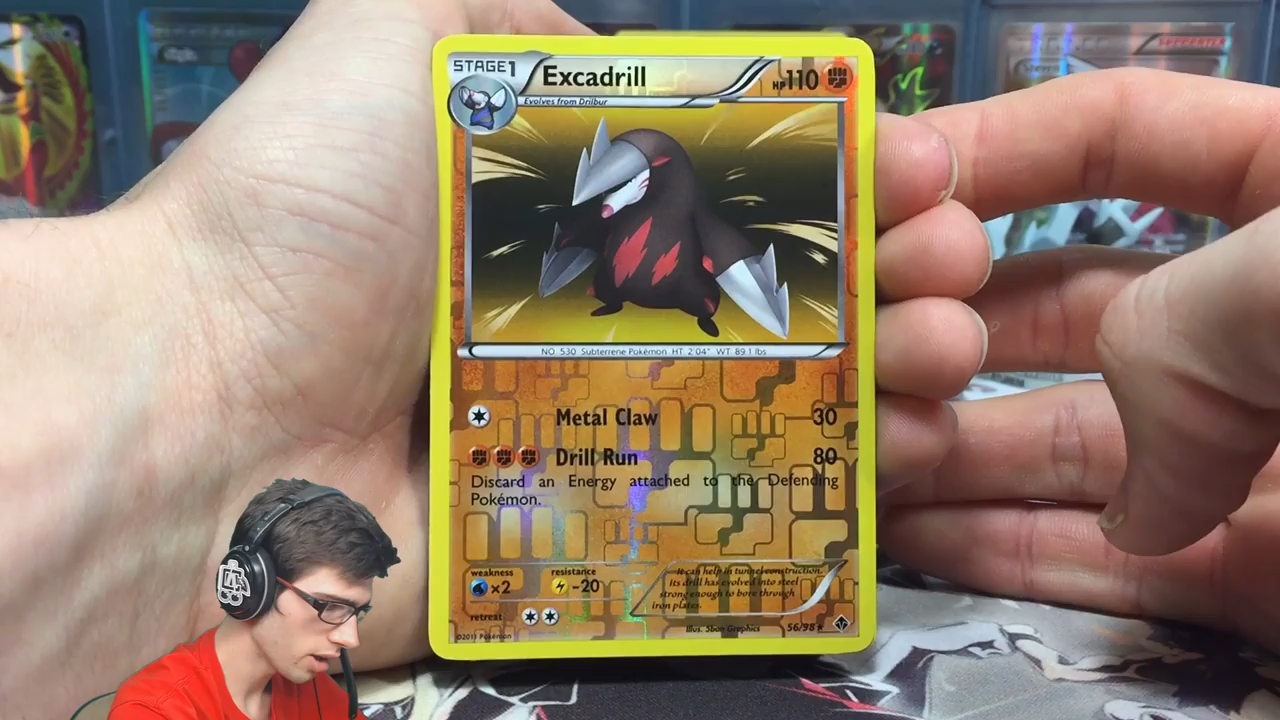 STAGE1
Excadrill
HP110
Evolves from Drilbur
NO. 530 Subterrene Pokémon HT 2'04" WT 89.1 lbs
Metal Claw 30
Drill Run 80
Discard an Energy attached to the Defending
Pokémon.
weakness
resistance
x2
-20
It can help in tunnel construction.
Its drill has evolved into steel
strong enough to bore through
iron plates.
retreat
©2011 Pokémon
Illus. 5ban Graphics
56/98★